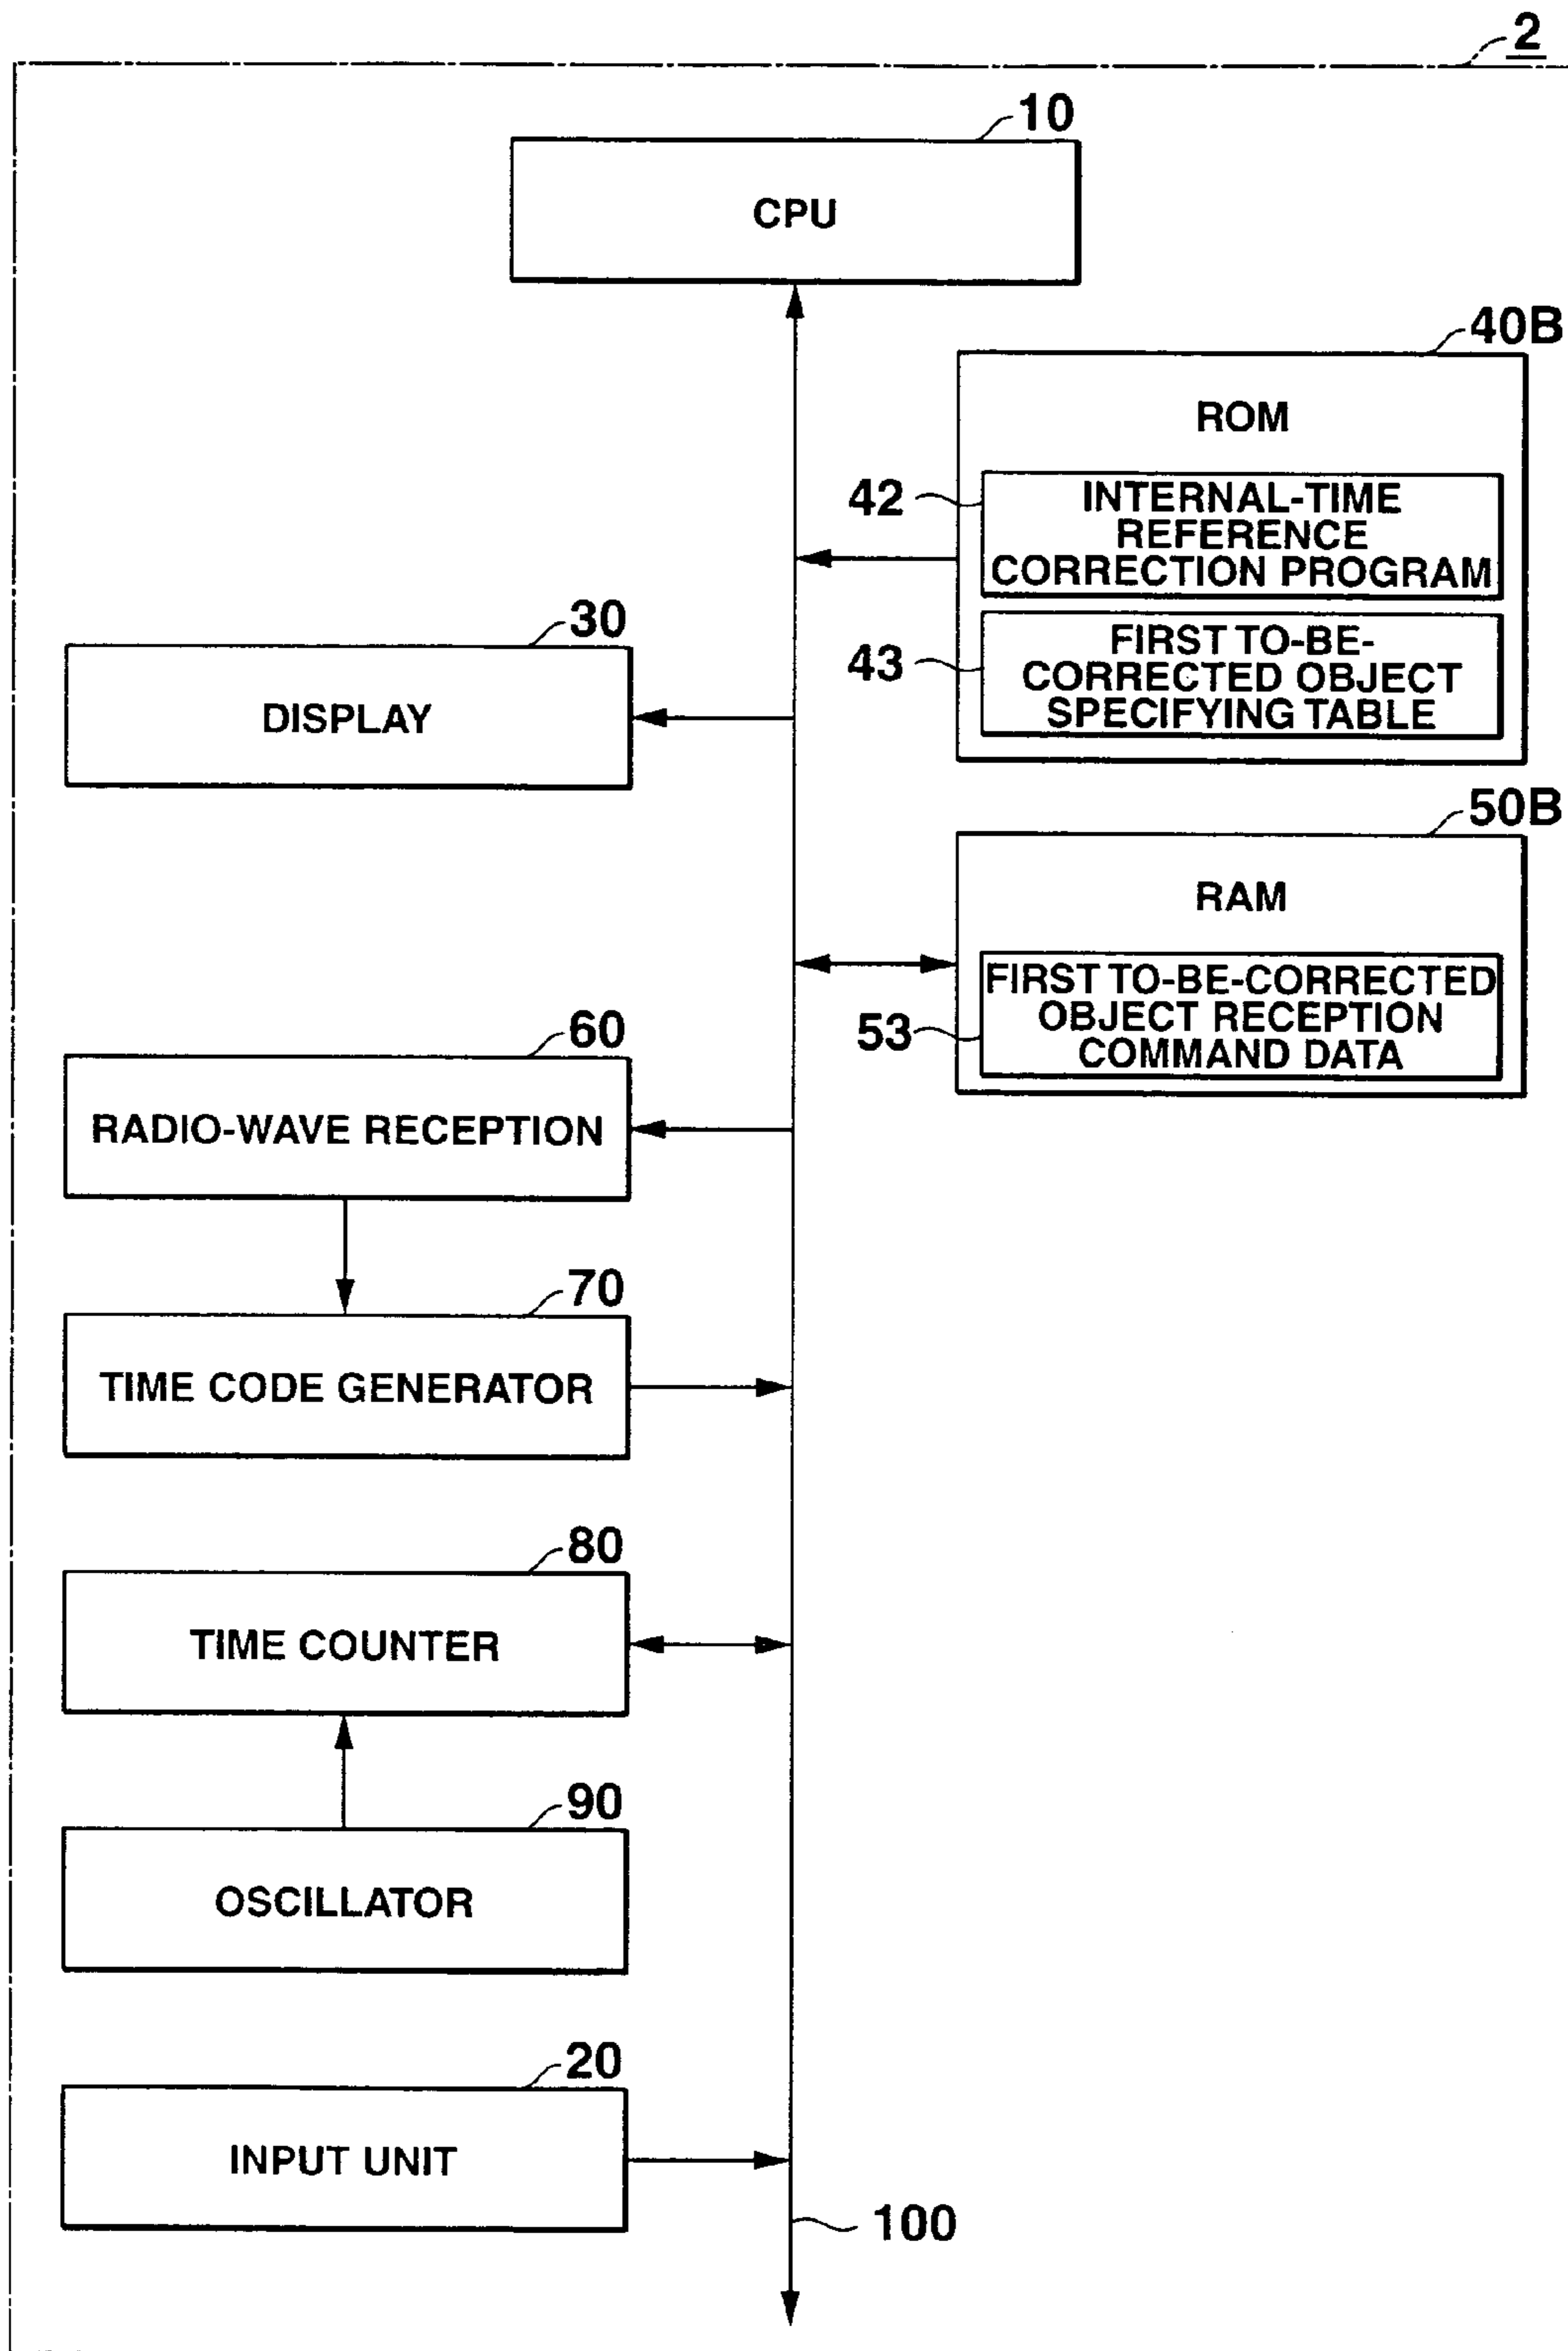 2
10
CPU
40B
ROM
42
INTERNAL-TIME
REFERENCE
CORRECTION PROGRAM
30
43
FIRST TO-BE-
CORRECTED OBJECT
SPECIFYING TABLE
DISPLAY
50B
RAM
53
FIRST TO-BE-CORRECTED
OBJECT RECEPTION
COMMAND DATA
60
RADIO-WAVE RECEPTION
70
TIME CODE GENERATOR
80
TIME COUNTER
90
OSCILLATOR
20
INPUT UNIT
100